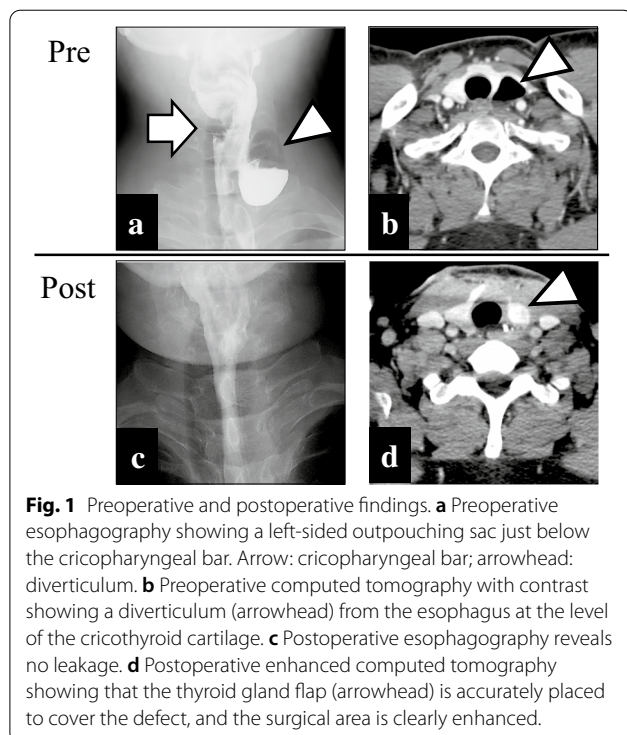 Pre
a
b
Post
c
d
Fig. 1 Preoperative and postoperative findings. a Preoperative
esophagography showing a left-sided outpouching sac just below
the cricopharyngeal bar. Arrow: cricopharyngeal bar; arrowhead:
diverticulum. b Preoperative computed tomography with contrast
showing a diverticulum (arrowhead) from the esophagus at the level
of the cricothyroid cartilage. c Postoperative esophagography reveals
no leakage. d Postoperative enhanced computed tomography
showing that the thyroid gland flap (arrowhead) is accurately placed
to cover the defect, and the surgical area is clearly enhanced.